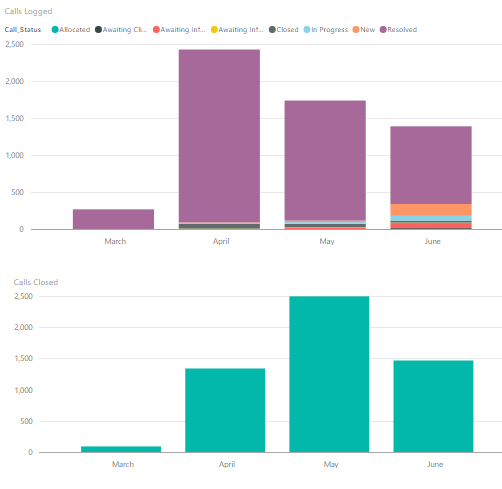 Calls Logged
Call_Status Allocated Awaiting Cli... Awaiting Inf... Awaiting Inf... Closed In Progress New Resolved
2,500
2,000
1,500
1,000
500
0
March April May June
Calls Closed
2,500
2,000
1,500
1,000
500
0
March April May June